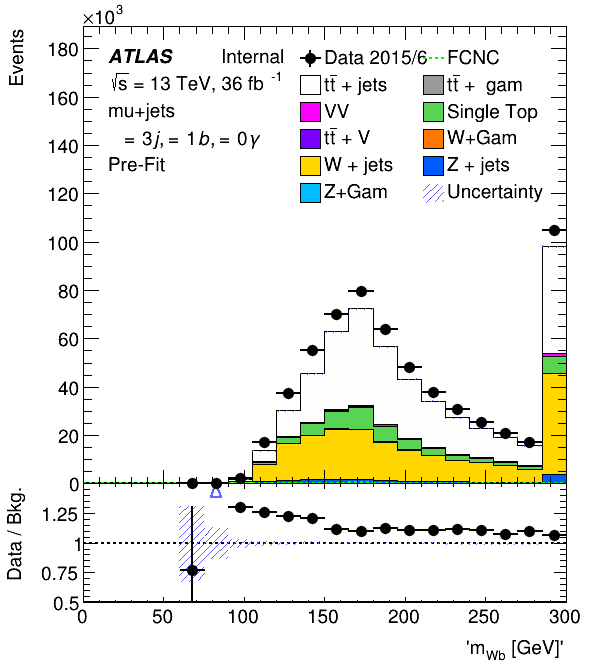 ×10³
ATLAS Internal
√s = 13 TeV, 36 fb⁻¹
mu+jets
= 3j, = 1b, = 0γ
Pre-Fit
Data 2015/6 FCNC
tt̄ + jets tt̄ + gam
VV Single Top
tt̄ + V W+Gam
W + jets Z + jets
Z+Gam Uncertainty
Events
180
160
140
120
100
80
60
40
20
0
Data / Bkg.
1.25
1
0.75
0.5
0 50 100 150 200 250 300
'm_Wb [GeV]'